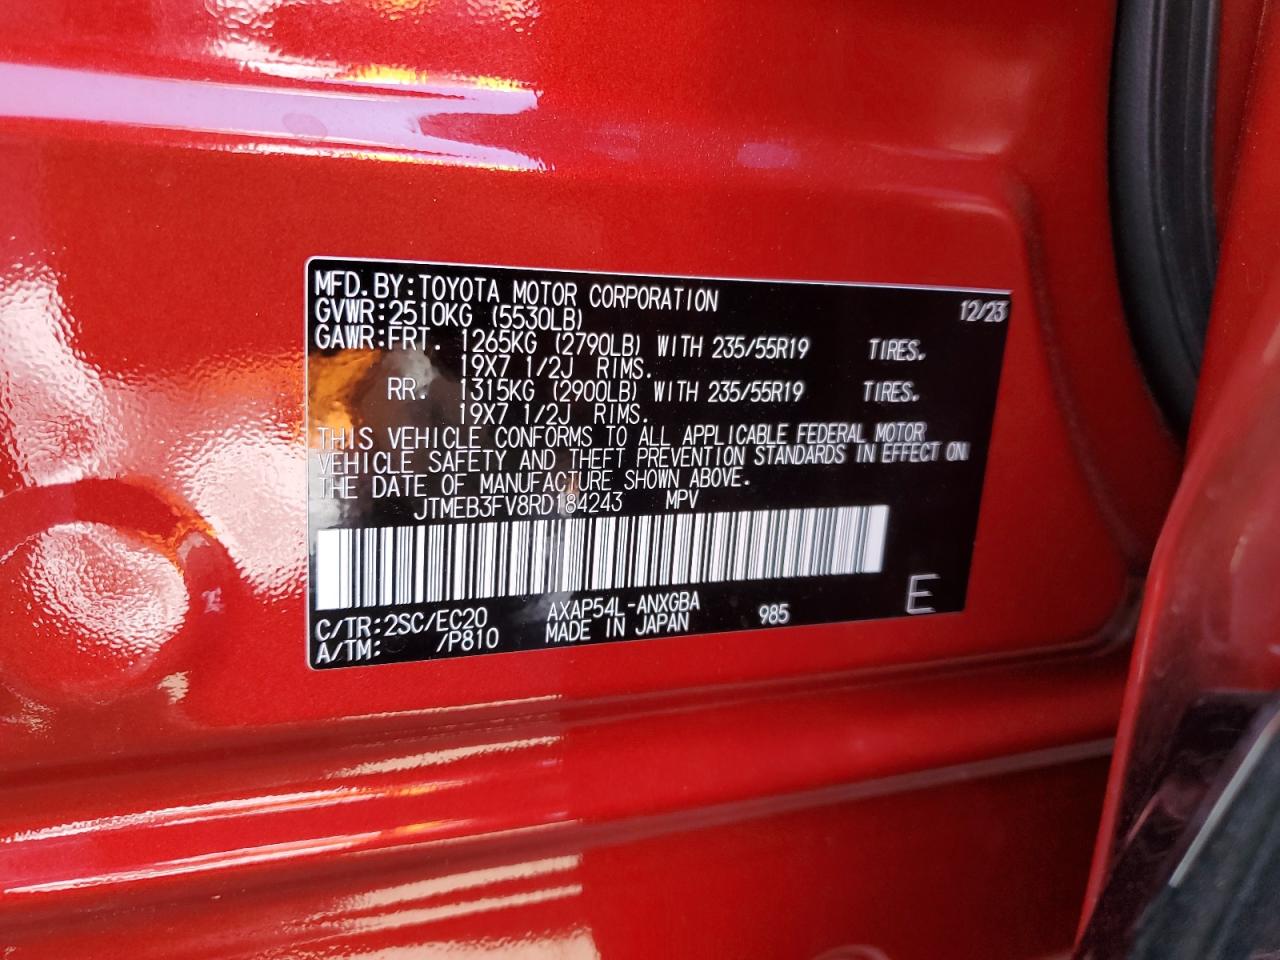 MFD.BY:TOYOTA MOTOR CORPORATION 12/23
GVWR:2510KG (5530LB)
GAWR:FRT. 1265KG (2790LB) WITH 235/55R19 TIRES.
19X7 1/2J RIMS.
RR. 1315KG (2900LB) WITH 235/55R19 TIRES.
19X7 1/2J RIMS.
THIS VEHICLE CONFORMS TO ALL APPLICABLE FEDERAL MOTOR
VEHICLE SAFETY AND THEFT PREVENTION STANDARDS IN EFFECT ON
THE DATE OF MANUFACTURE SHOWN ABOVE.
JTMEB3FV8RD184243 MPV
C/TR:2SC/EC20 AXAP54L-ANXGBA 985 E
A/TM: /P810 MADE IN JAPAN